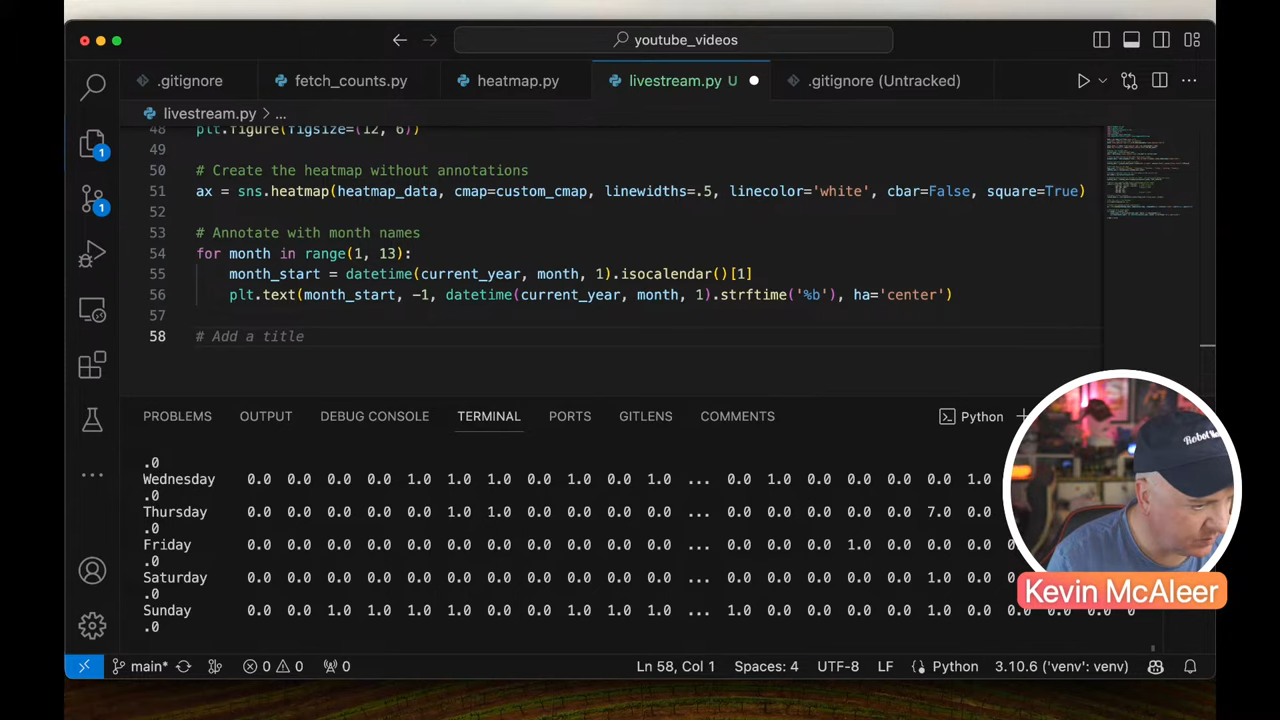 youtube_videos
.gitignore
fetch_counts.py
heatmap.py
livestream.py U
.gitignore (Untracked)
livestream.py > ...
48 plt.figure(figsize=(12, 6))
49
50 # Create the heatmap without annotations
51 ax = sns.heatmap(heatmap_data, cmap=custom_cmap, linewidths=.5, linecolor='white', cbar=False, square=True)
52
53 # Annotate with month names
54 for month in range(1, 13):
55 month_start = datetime(current_year, month, 1).isocalendar()[1]
56 plt.text(month_start, -1, datetime(current_year, month, 1).strftime('%b'), ha='center')
57
58 # Add a title
PROBLEMS OUTPUT DEBUG CONSOLE TERMINAL PORTS GITLENS COMMENTS Python
.0
Wednesday 0.0 0.0 0.0 0.0 1.0 1.0 1.0 0.0 0.0 0.0 1.0 ... 0.0 1.0 0.0 0.0 0.0 1.0
.0
Thursday 0.0 0.0 0.0 0.0 0.0 1.0 1.0 0.0 0.0 0.0 0.0 ... 0.0 0.0 0.0 0.0 7.0 0.0
.0
Friday 0.0 0.0 0.0 0.0 0.0 0.0 0.0 0.0 0.0 0.0 0.0 ... 0.0 0.0 0.0 1.0 0.0 0.0
.0
Saturday 0.0 0.0 0.0 0.0 0.0 0.0 0.0 0.0 0.0 0.0 0.0 ... 0.0 0.0 0.0 0.0 1.0 0.0
.0
Sunday 0.0 0.0 1.0 1.0 1.0 1.0 0.0 0.0 1.0 1.0 0.0 ... 1.0 0.0 0.0 0.0 0.0 1.0 0.0
.0
Kevin McAleer
main* 0 0 0 Ln 58, Col 1 Spaces: 4 UTF-8 LF Python 3.10.6 ('venv': venv)